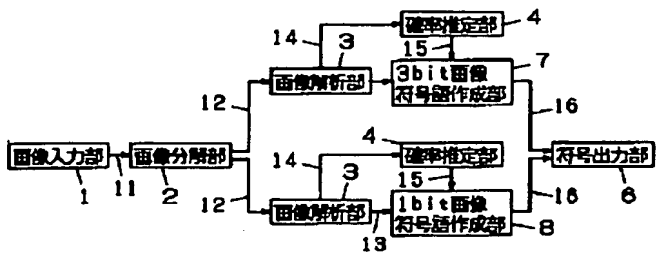 14
3
確率推定部
4
15
7
画像解析部
3bit画像
符号語作成部
12
16
画像入力部
11
画像分解部
1
2
4
確率推定部
符号出力部
14
3
15
16
6
12
画像解析部
13
1bit画像
符号語作成部
8